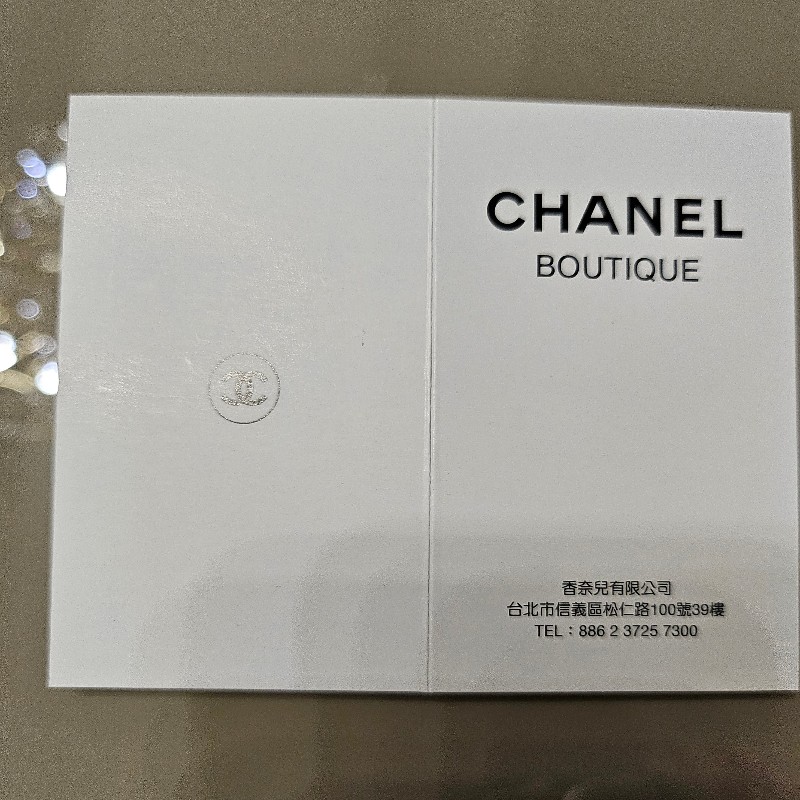 CHANEL
BOUTIQUE
香奈兒有限公司
台北市信義區松仁路100號39樓
TEL：886 2 3725 7300